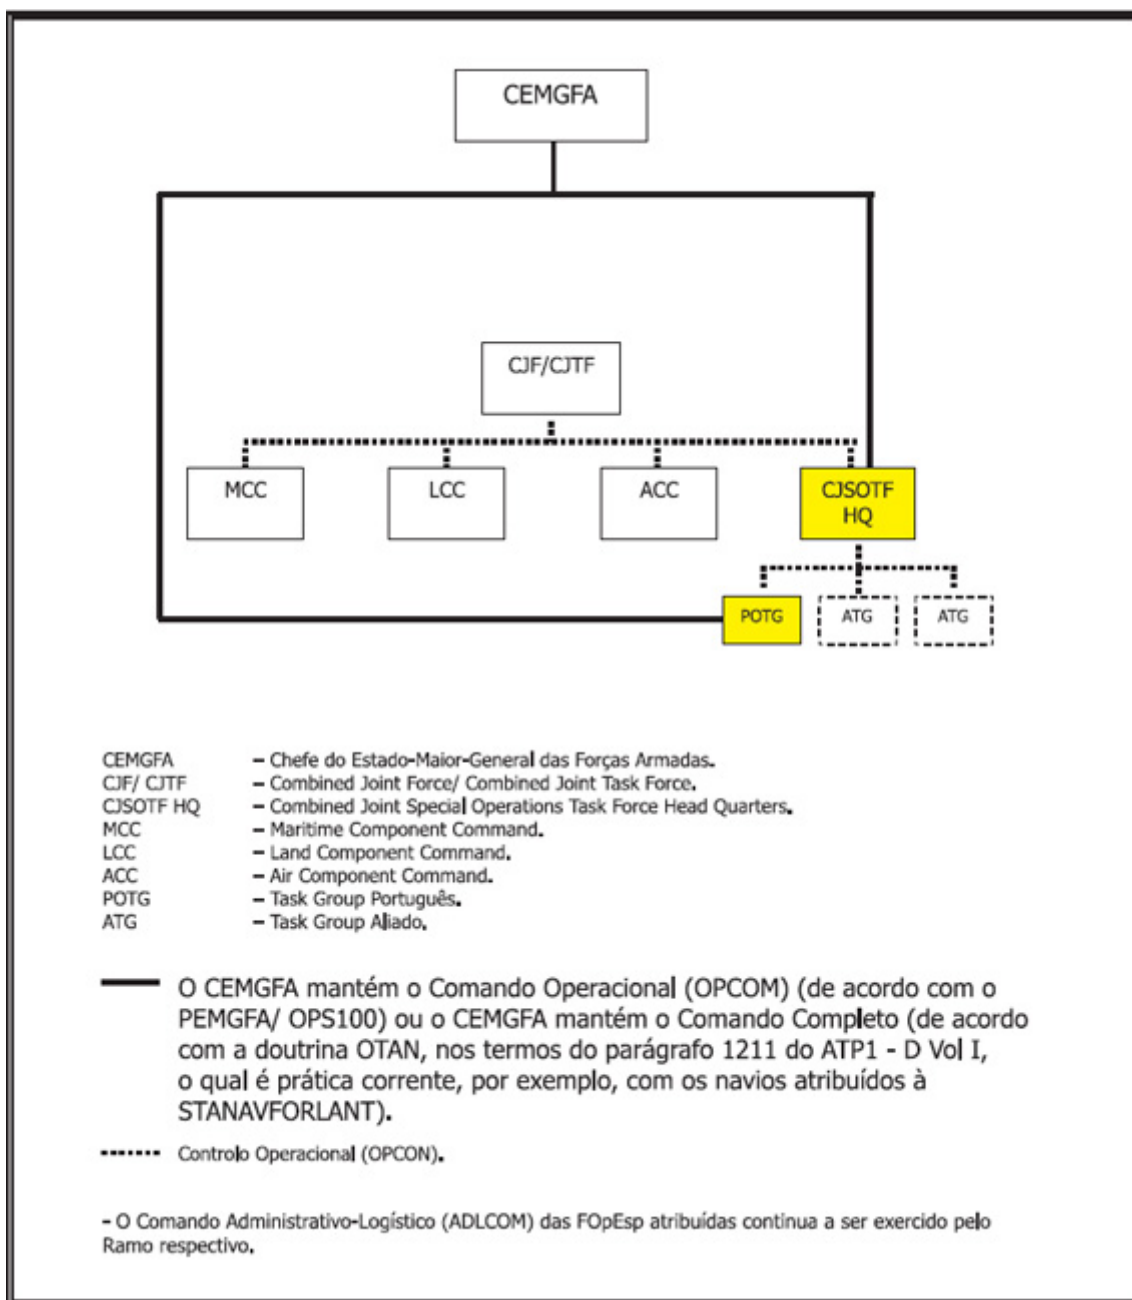 CEMGFA
CJF/CJTF
MCC
LCC
ACC
CJSOTF
HQ
POTG
ATG
ATG
CEMGFA – Chefe do Estado-Maior-General das Forças Armadas.
CJF/ CJTF – Combined Joint Force/ Combined Joint Task Force.
CJSOTF HQ – Combined Joint Special Operations Task Force Head Quarters.
MCC – Maritime Component Command.
LCC – Land Component Command.
ACC – Air Component Command.
POTG – Task Group Português.
ATG – Task Group Aliado.
O CEMGFA mantém o Comando Operacional (OPCOM) (de acordo com o
PEMGFA/ OPS100) ou o CEMGFA mantém o Comando Completo (de acordo
com a doutrina OTAN, nos termos do parágrafo 1211 do ATP1 - D Vol I,
o qual é prática corrente, por exemplo, com os navios atribuídos à
STANAVFORLANT).
Controlo Operacional (OPCON).
– O Comando Administrativo-Logístico (ADLCOM) das FOpEsp atribuídas continua a ser exercido pelo
Ramo respectivo.